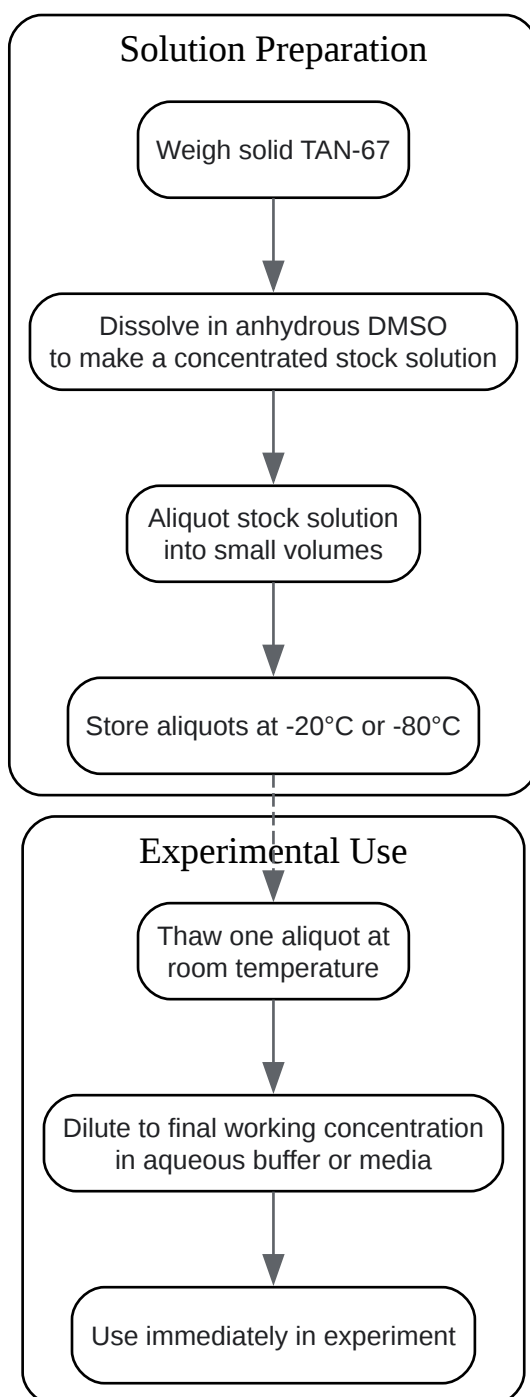 Solution Preparation
Weigh solid TAN-67
Dissolve in anhydrous DMSO
to make a concentrated stock solution
Aliquot stock solution
into small volumes
Store aliquots at -20°C or -80°C
Experimental Use
Thaw one aliquot at
room temperature
Dilute to final working concentration
in aqueous buffer or media
Use immediately in experiment